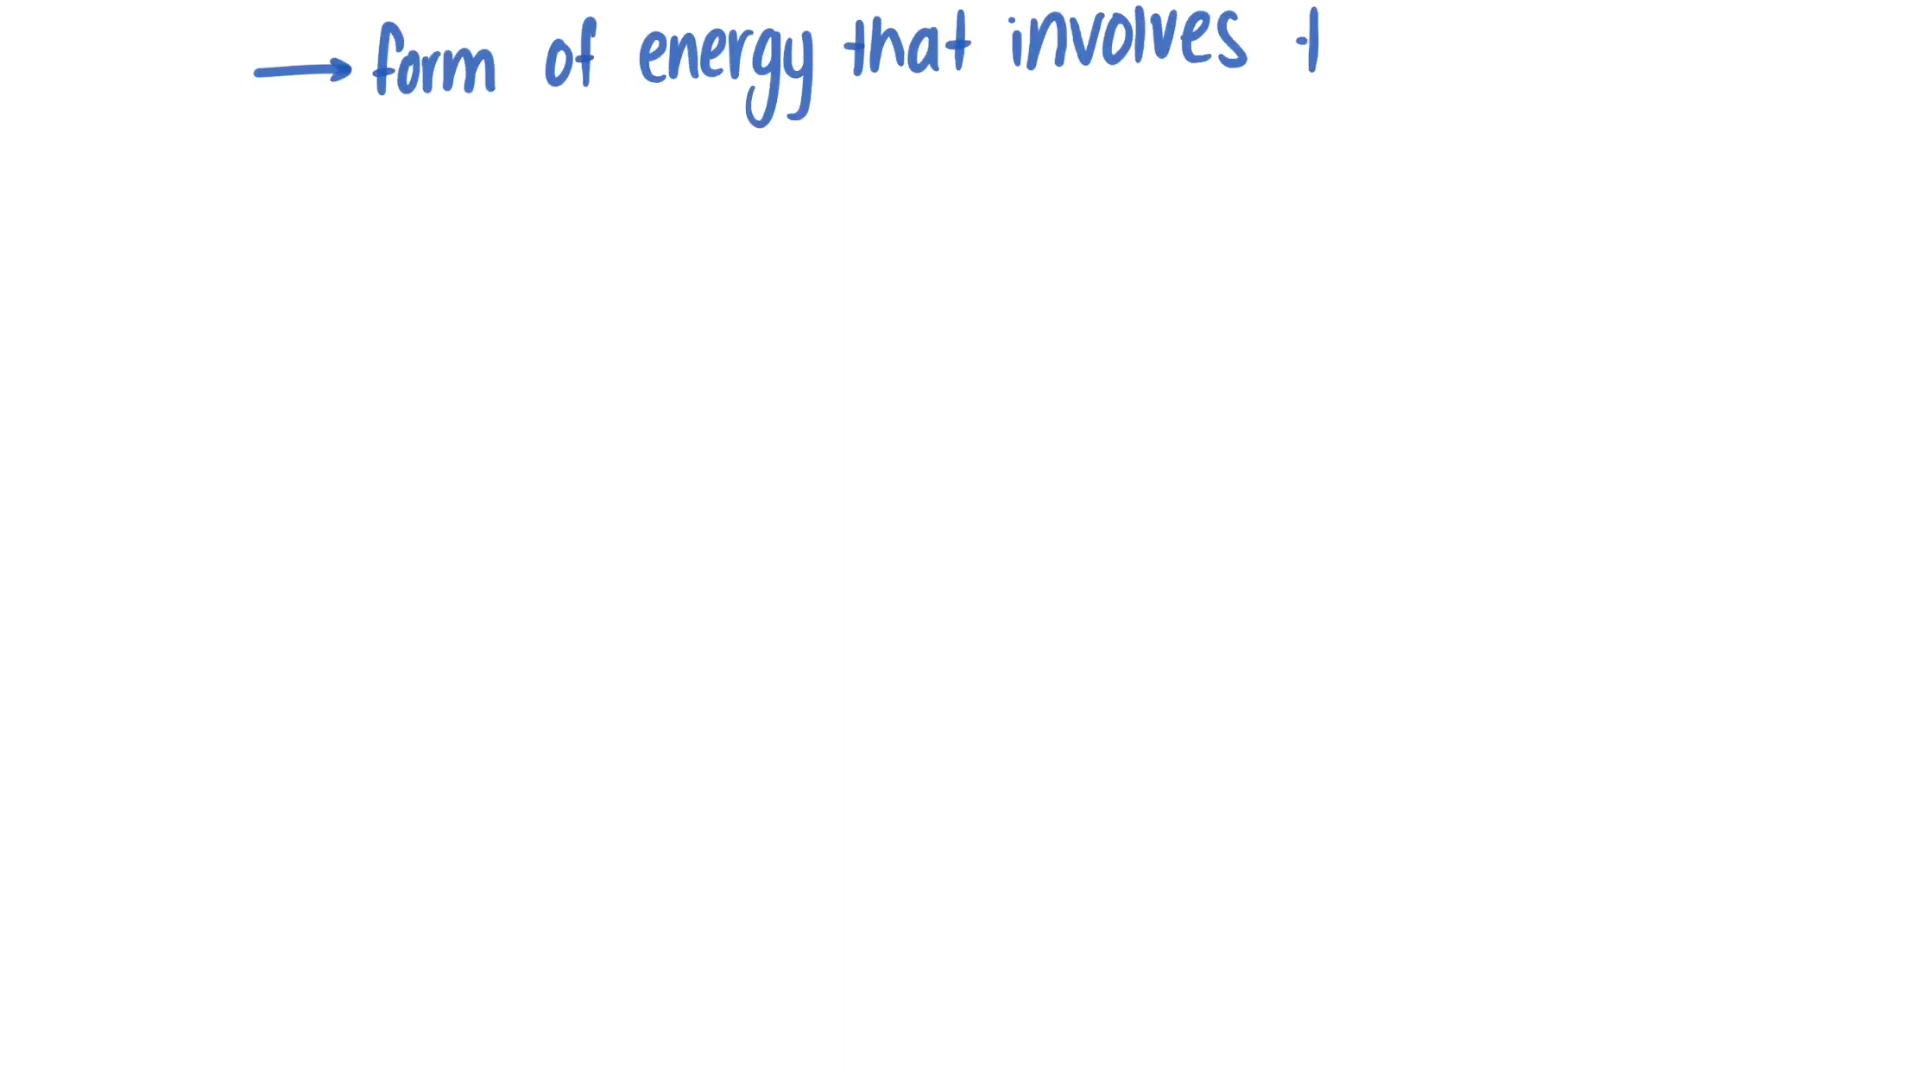 → form of energy that involves t